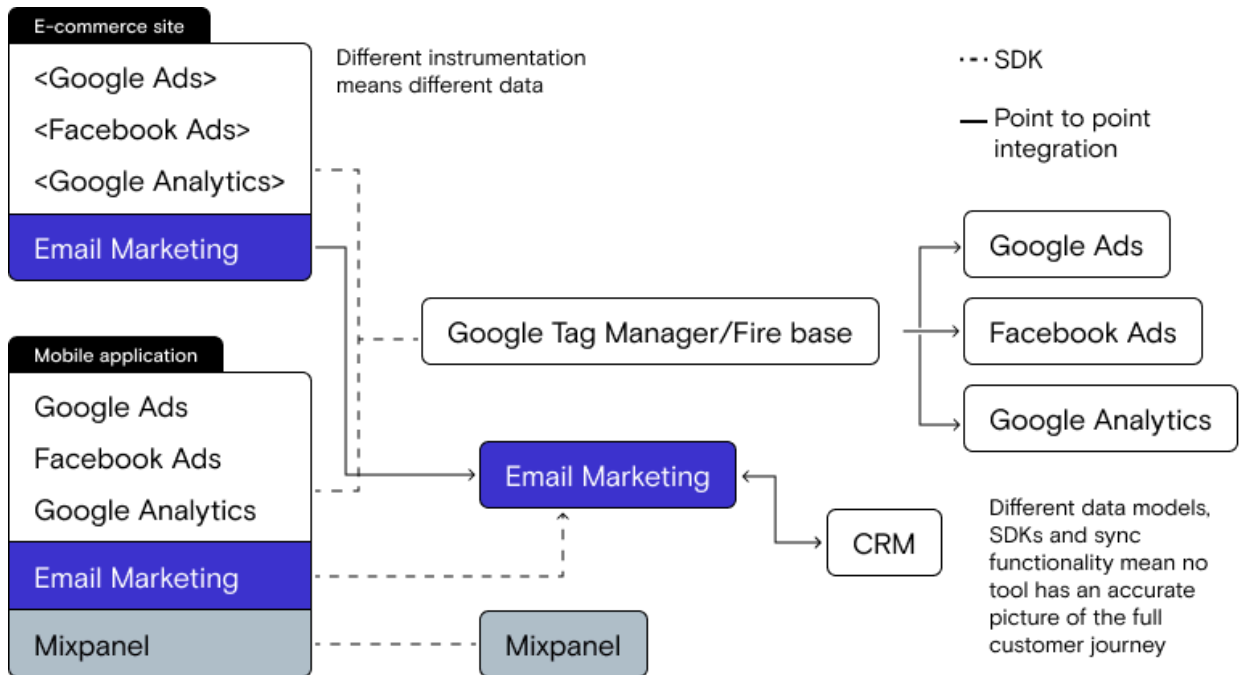 E-commerce site
<Google Ads>
<Facebook Ads>
<Google Analytics>
Email Marketing
Different instrumentation
means different data
SDK
Point to point
integration
Google Tag Manager/Fire base
Google Ads
Facebook Ads
Google Analytics
Mobile application
Google Ads
Facebook Ads
Google Analytics
Email Marketing
Mixpanel
Email Marketing
CRM
Mixpanel
Different data models,
SDKs and sync
functionality mean no
tool has an accurate
picture of the full
customer journey